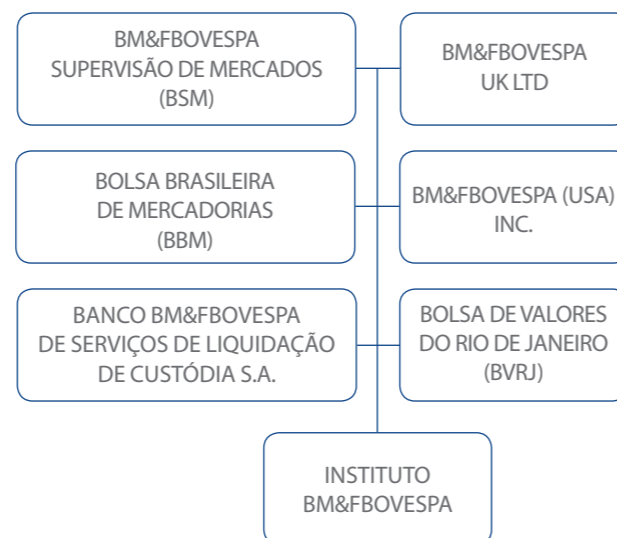 BM&FBOVESPA
SUPERVISÃO DE MERCADOS
(BSM)
BM&FBOVESPA
UK LTD
BOLSA BRASILEIRA
DE MERCADORIAS
(BBM)
BM&FBOVESPA (USA)
INC.
BANCO BM&FBOVESPA
DE SERVIÇOS DE LIQUIDAÇÃO
DE CUSTÓDIA S.A.
BOLSA DE VALORES
DO RIO DE JANEIRO
(BVRJ)
INSTITUTO
BM&FBOVESPA